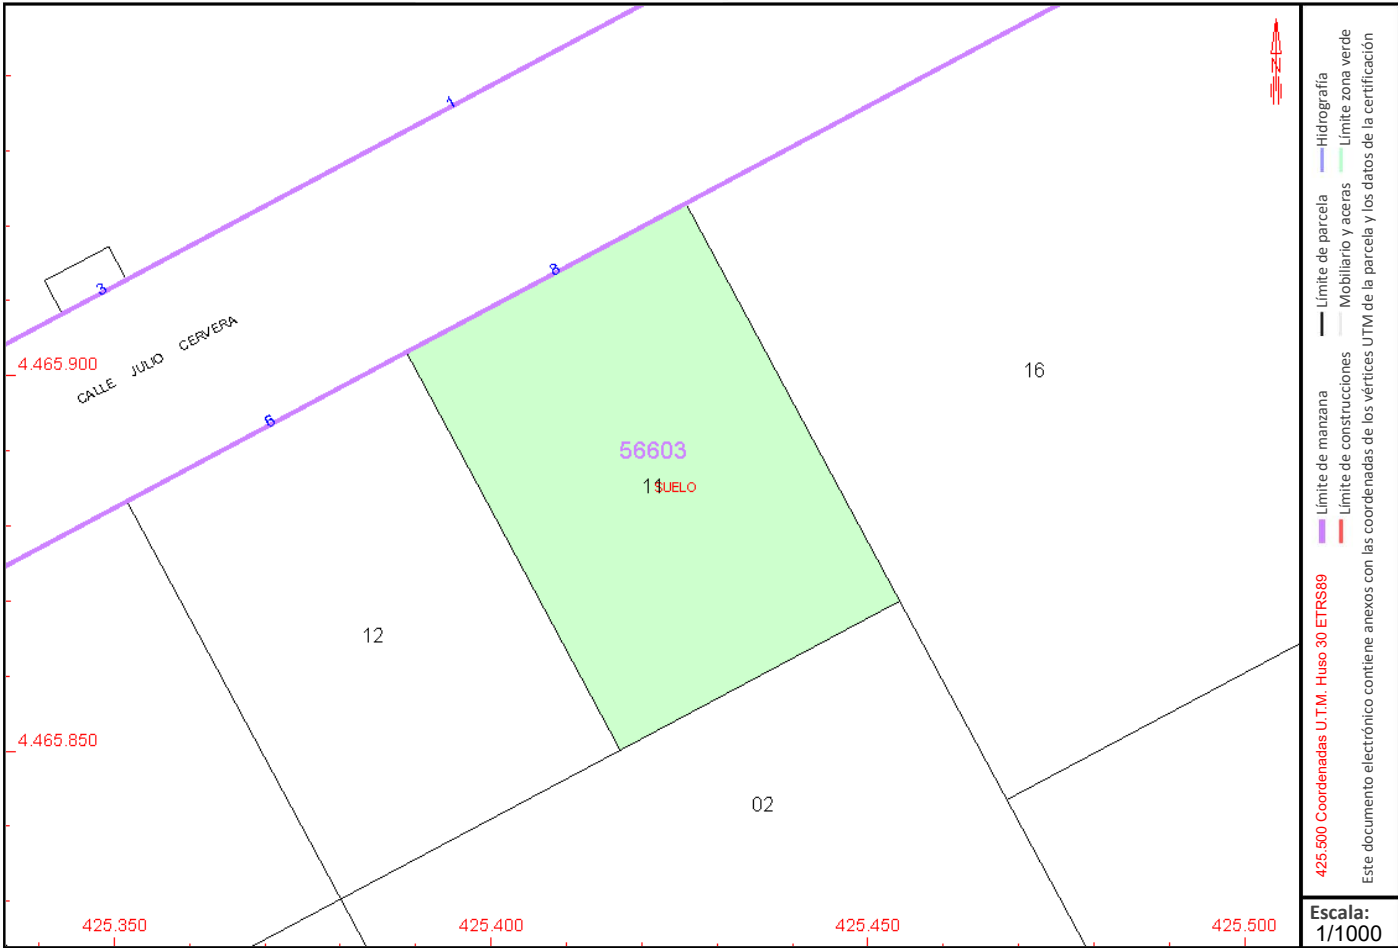 1
3
8
CALLE JULIO CERVERA
4.465.900
16
6
56603
11
SUELO
12
4.465.850
02
425.350
425.400
425.450
425.500
N
425.500 Coordenadas U.T.M. Huso 30 ETRS89
Límite de manzana
Límite de parcela
Hidrografía
Límite de construcciones
Mobiliario y aceras
Límite zona verde
Este documento electrónico contiene anexos con las coordenadas de los vértices UTM de la parcela y los datos de la certificación
Escala:
1/1000